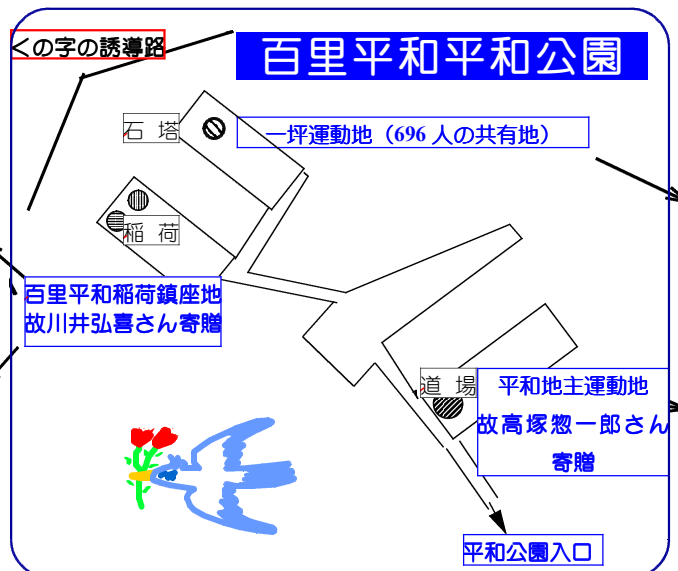 くの字の誘導路
百里平和平和公園
石 塔
一坪運動地（696 人の共有地）
稲 荷
百里平和稲荷鎮座地
故川井弘喜さん寄贈
道 場
平和地主運動地
故高塚惣一郎さん
寄贈
平和公園入口